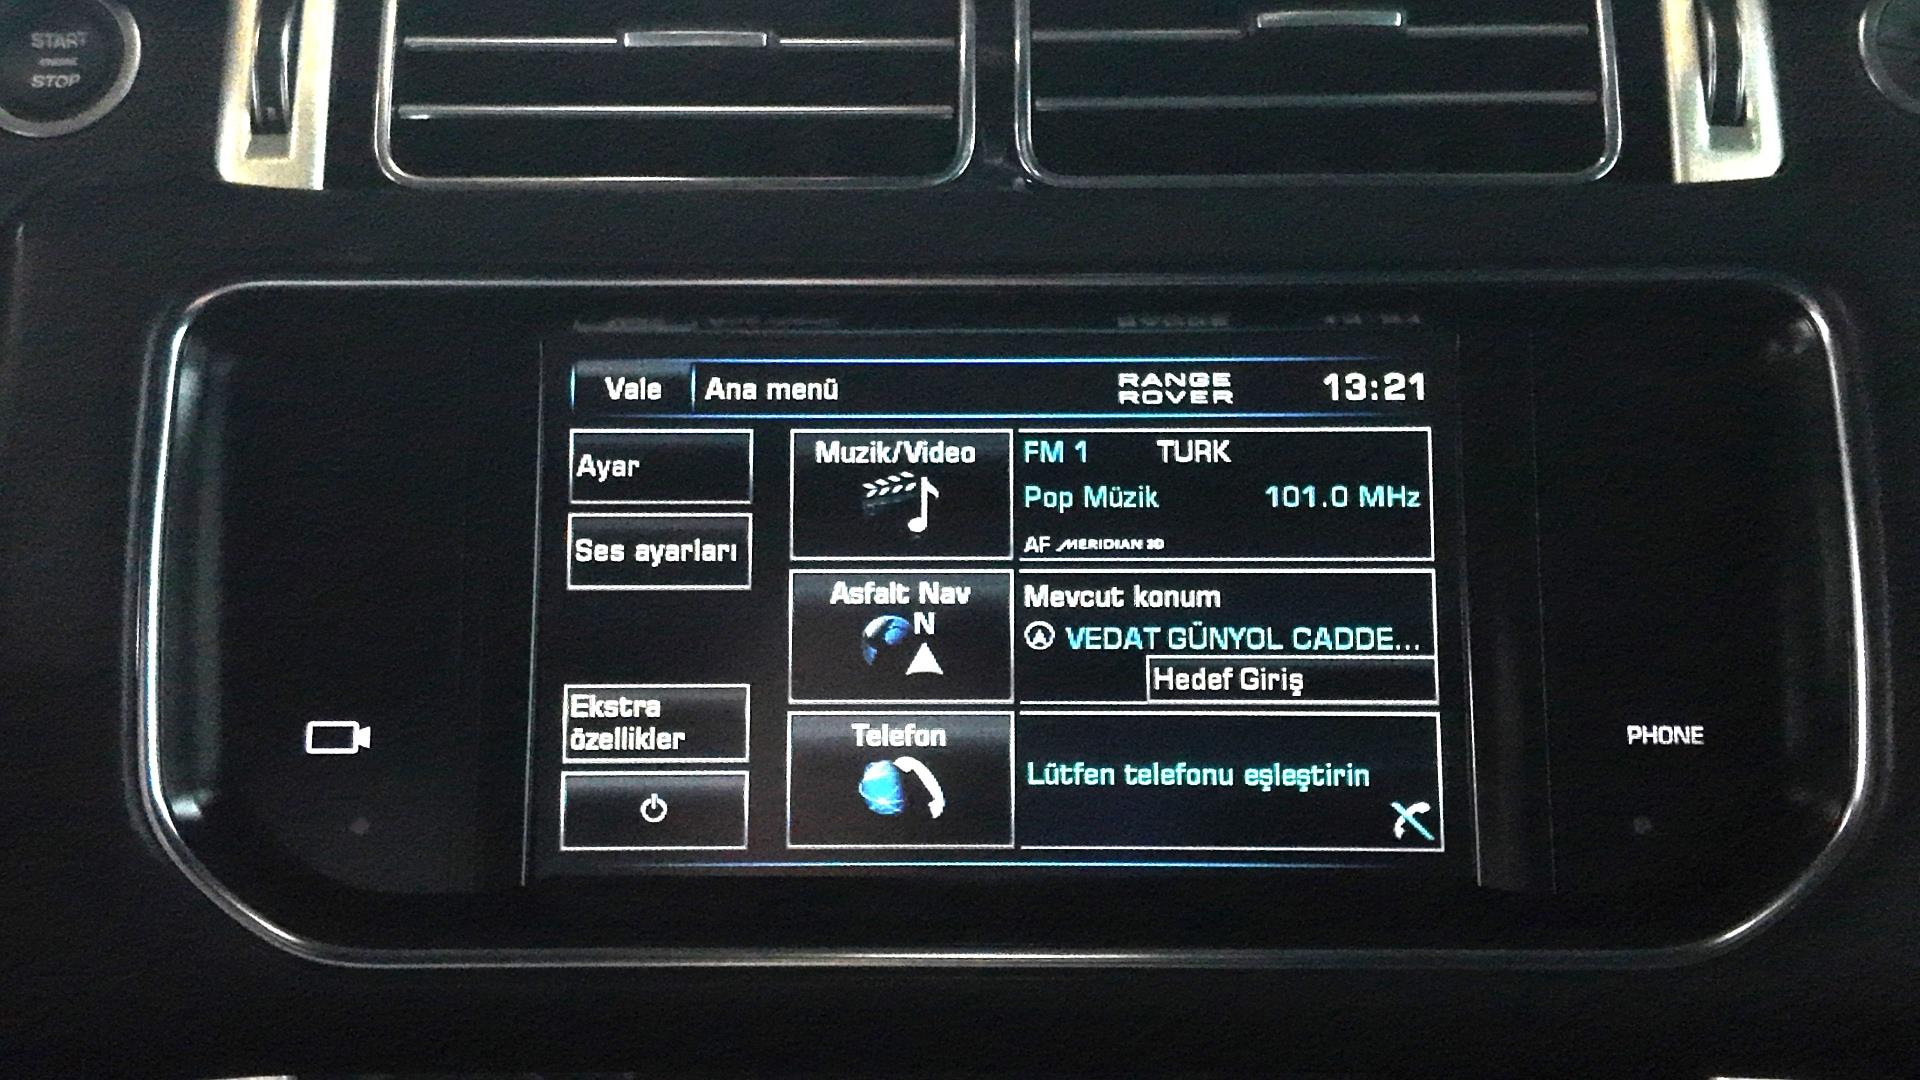 START
ENGINE
STOP
Vale
Ana menü
RANGE
ROVER
13:21
Ayar
Ses ayarları
Ekstra
özellikler
Muzik/Video
FM 1 TURK
Pop Müzik 101.0 MHz
AF MERIDIAN 3D
Asfalt Nav
N
Mevcut konum
VEDAT GÜNYOL CADDE...
Hedef Giriş
Telefon
Lütfen telefonu eşleştirin
PHONE